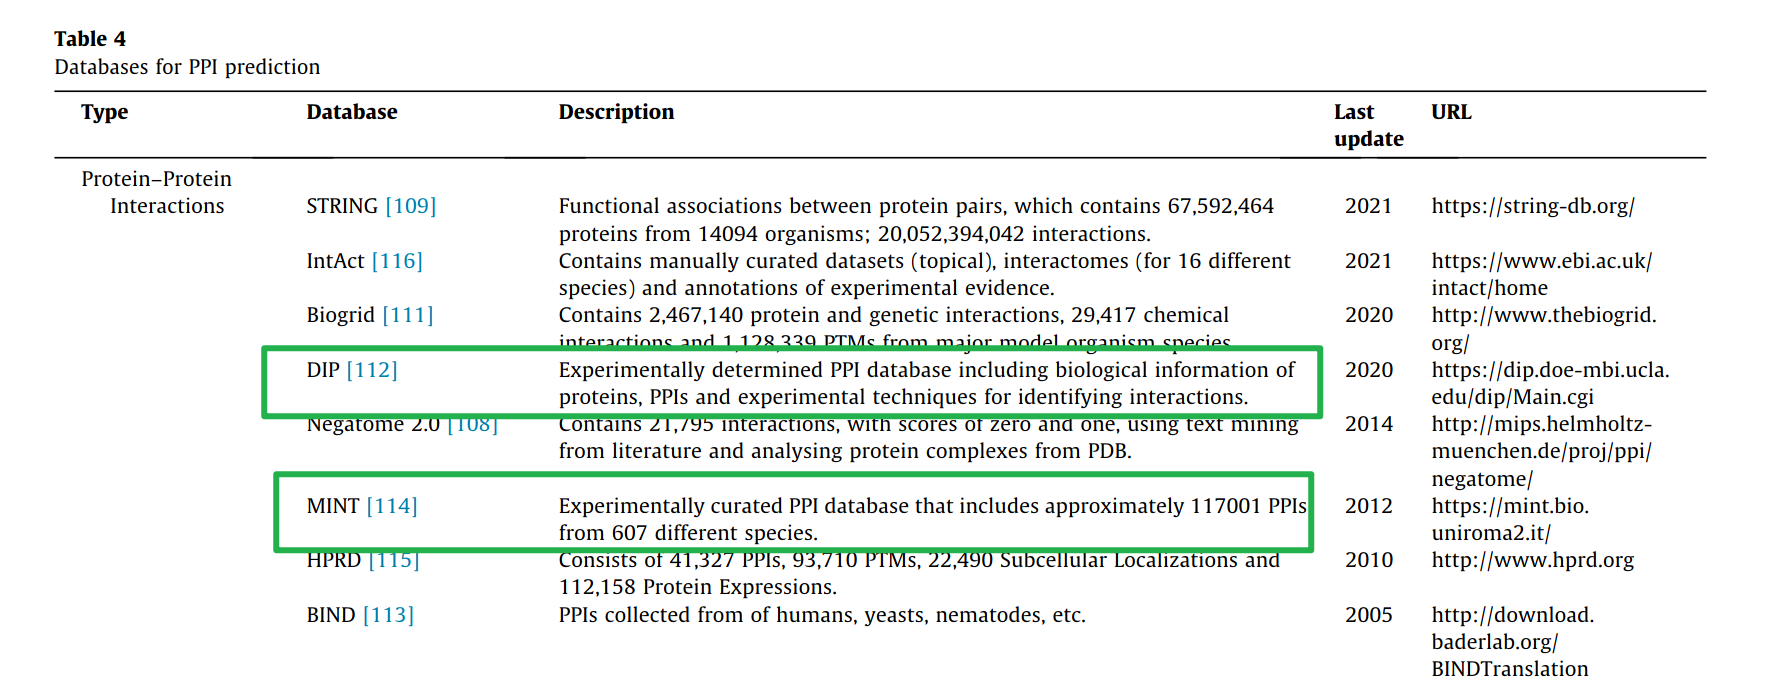 Table 4
Databases for PPI prediction
Type Database Description Last update URL
Protein–Protein
Interactions STRING [109] Functional associations between protein pairs, which contains 67,592,464 2021 https://string-db.org/
proteins from 14094 organisms; 20,052,394,042 interactions.
IntAct [116] Contains manually curated datasets (topical), interactomes (for 16 different 2021 https://www.ebi.ac.uk/
species) and annotations of experimental evidence. intact/home
Biogrid [111] Contains 2,467,140 protein and genetic interactions, 29,417 chemical 2020 http://www.thebiogrid.
interactions and 1,128,339 PTMs from major model organism species org/
DIP [112] Experimentally determined PPI database including biological information of 2020 https://dip.doe-mbi.ucla.
proteins, PPIs and experimental techniques for identifying interactions. edu/dip/Main.cgi
Negatome 2.0 [108] Contains 21,795 interactions, with scores of zero and one, using text mining 2014 http://mips.helmholtz-
from literature and analysing protein complexes from PDB. muenchen.de/proj/ppi/
negatome/
MINT [114] Experimentally curated PPI database that includes approximately 117001 PPIs 2012 https://mint.bio.
from 607 different species. uniroma2.it/
HPRD [115] Consists of 41,327 PPIs, 93,710 PTMs, 22,490 Subcellular Localizations and 2010 http://www.hprd.org
112,158 Protein Expressions.
BIND [113] PPIs collected from of humans, yeasts, nematodes, etc. 2005 http://download.
baderlab.org/
BINDTranslation